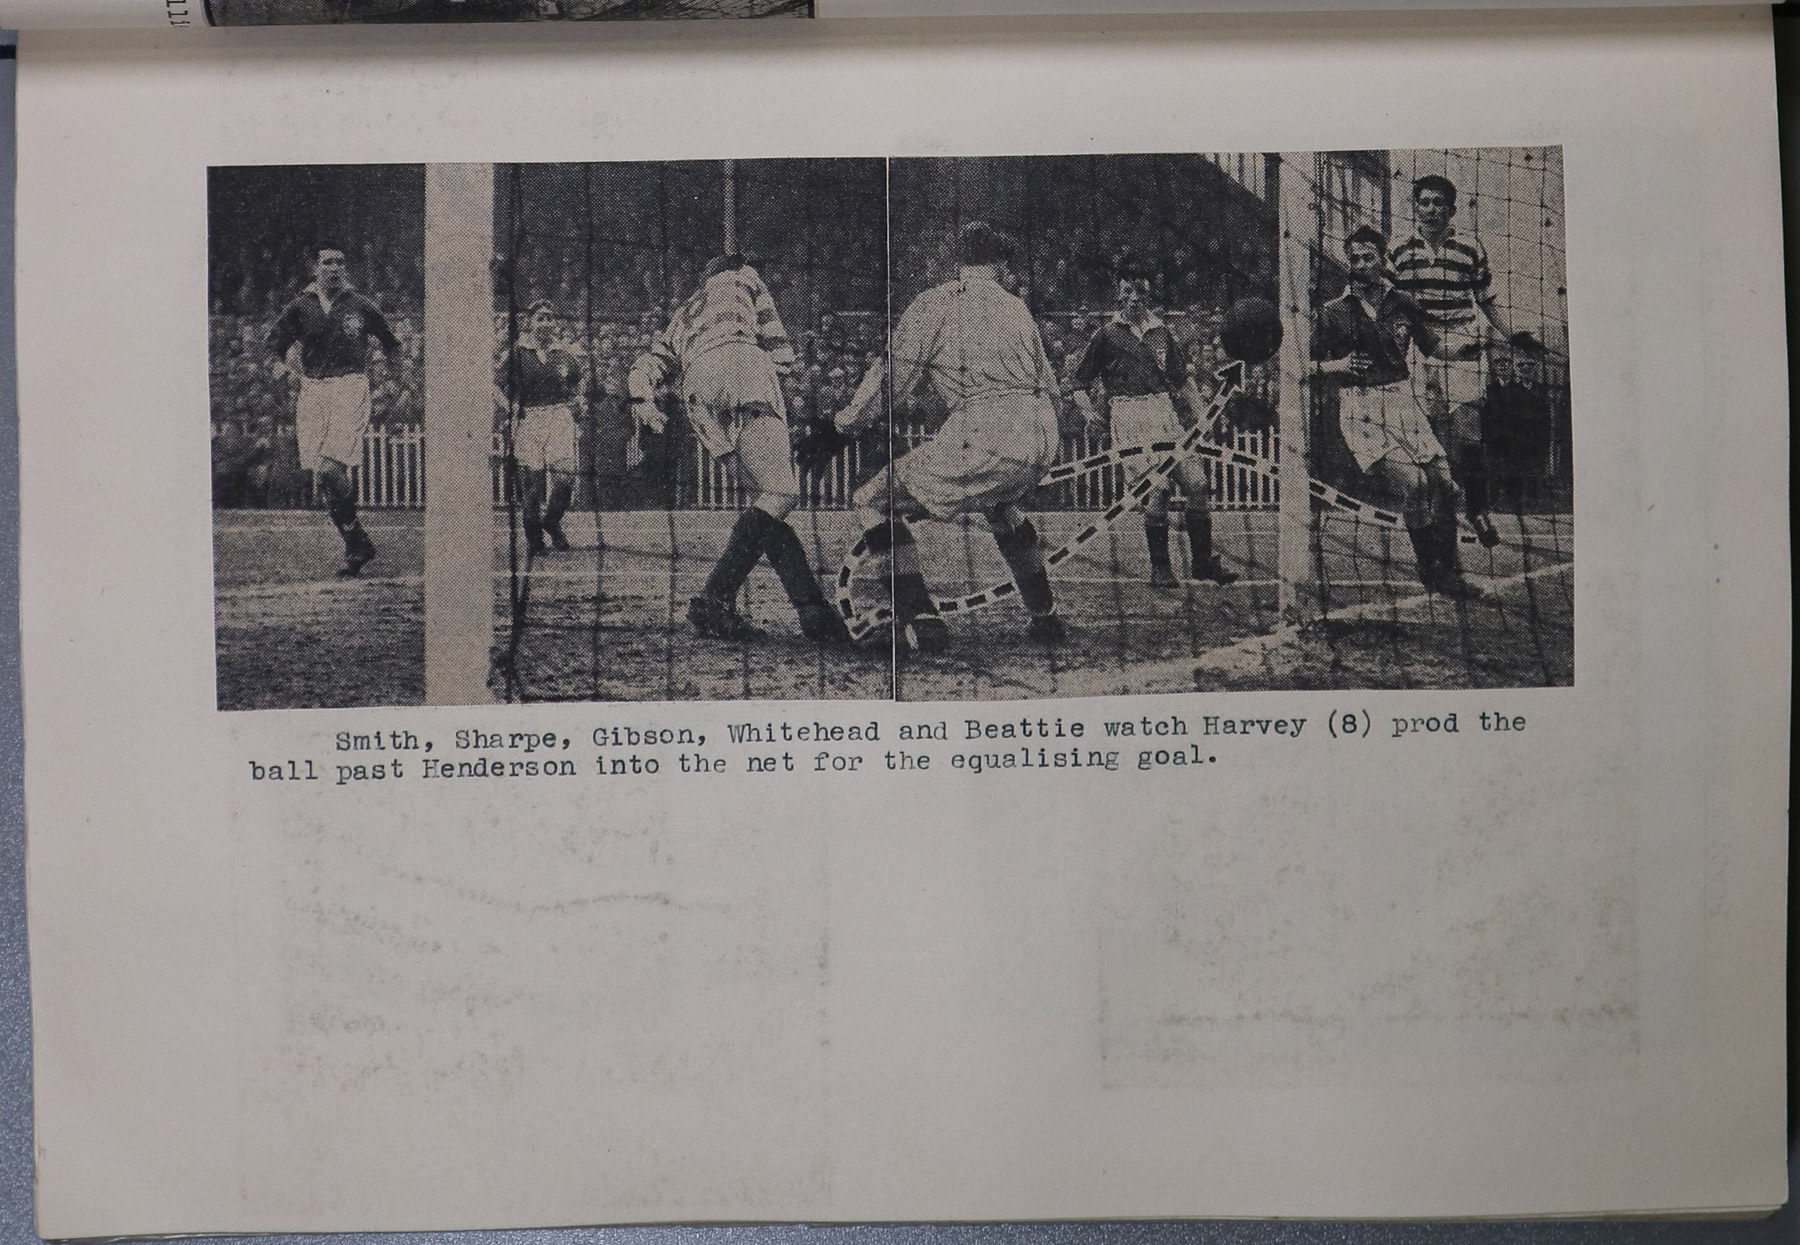 Smith, Sharpe, Gibson, Whitehead and Beattie watch Harvey (8) prod the
ball past Henderson into the net for the equalising goal.